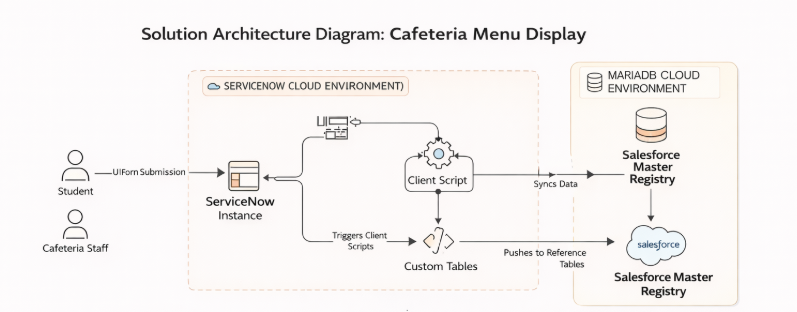 Solution Architecture Diagram: Cafeteria Menu Display
SERVICENOW CLOUD ENVIRONMENT)
MARIADB CLOUD
ENVIRONMENT
UI
Salesforce
Master
Registry
Client Script
UIForn Submission
Student
ServiceNow
Instance
Syncs Data
Cafeteria Staff
Triggers Client
Scripts
Custom Tables
Pushes to Reference
Tables
salesforce
Salesforce Master
Registry